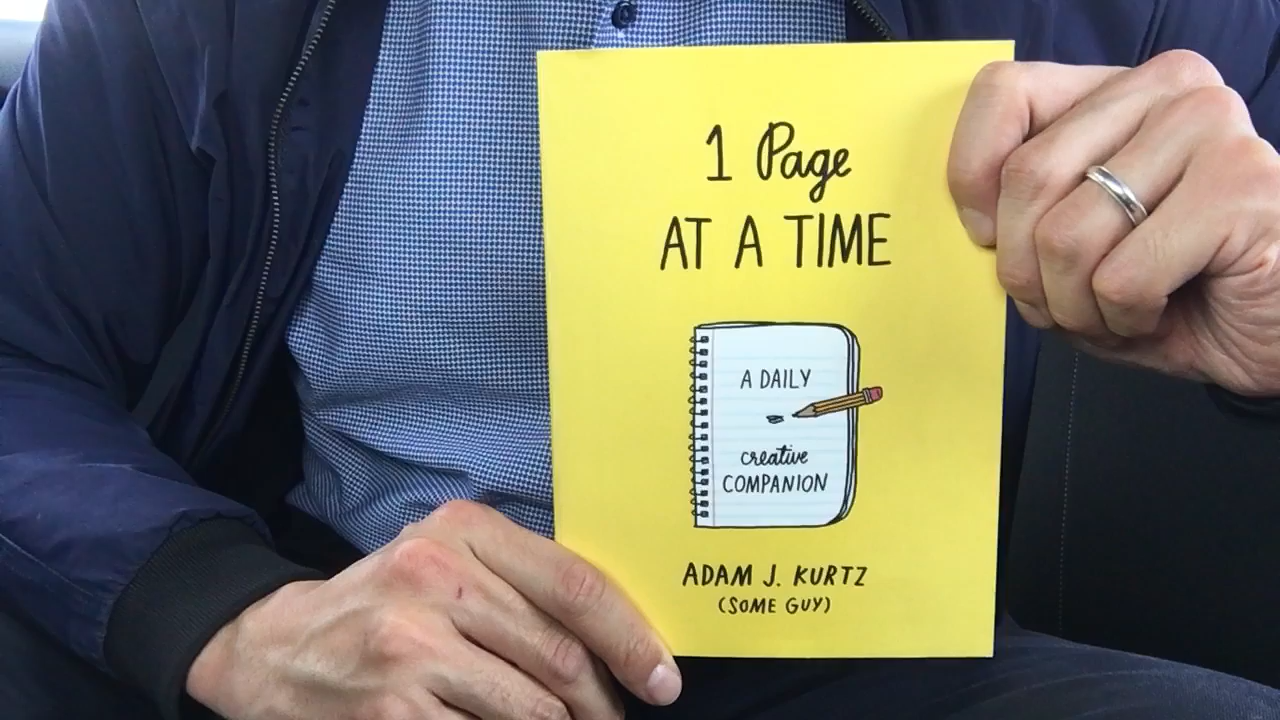 1 Page
AT A TIME
A DAILY
creative
COMPANION
ADAM J. KURTZ
(SOME GUY)